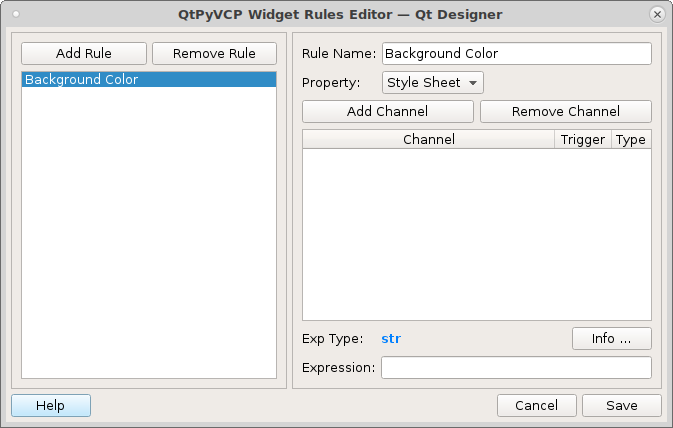 QtPyVCP Widget Rules Editor — Qt Designer
Add Rule
Remove Rule
Background Color
Rule Name: Background Color
Property: Style Sheet
Add Channel
Remove Channel
Channel Trigger Type
Exp Type: str
Info ...
Expression:
Help
Cancel
Save